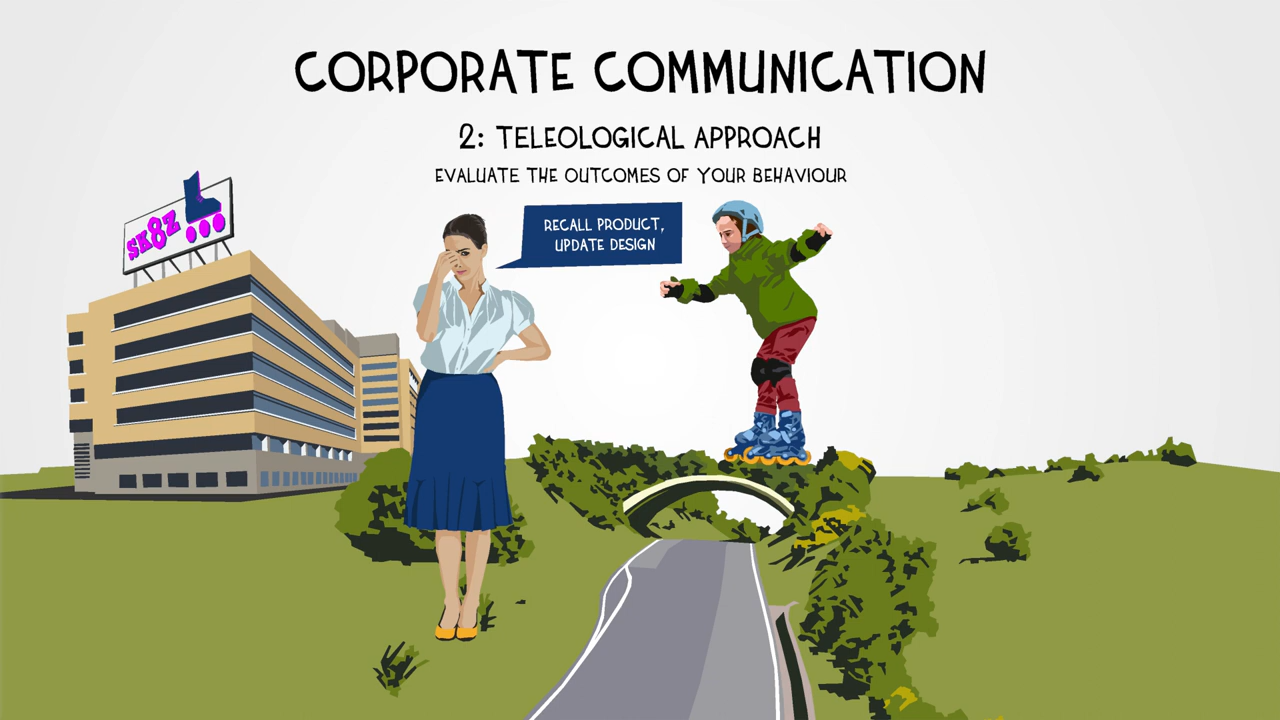 CORPORATE COMMUNICATION
2: TELEOLOGICAL APPROACH
EVALUATE THE OUTCOMES OF YOUR BEHAVIOUR
RECALL PRODUCT,
UPDATE DESIGN
SK8Z